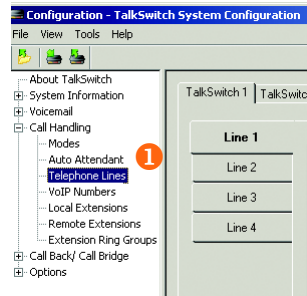 Configuration - TalkSwitch System Configuration
File View Tools Help
About TalkSwitch
System Information
Voicemail
Call Handling
Modes
Auto Attendant
Telephone Lines
VoIP Numbers
Local Extensions
Remote Extensions
Extension Ring Groups
Call Back/ Call Bridge
Options
1
TalkSwitch 1 TalkSwitc
Line 1
Line 2
Line 3
Line 4